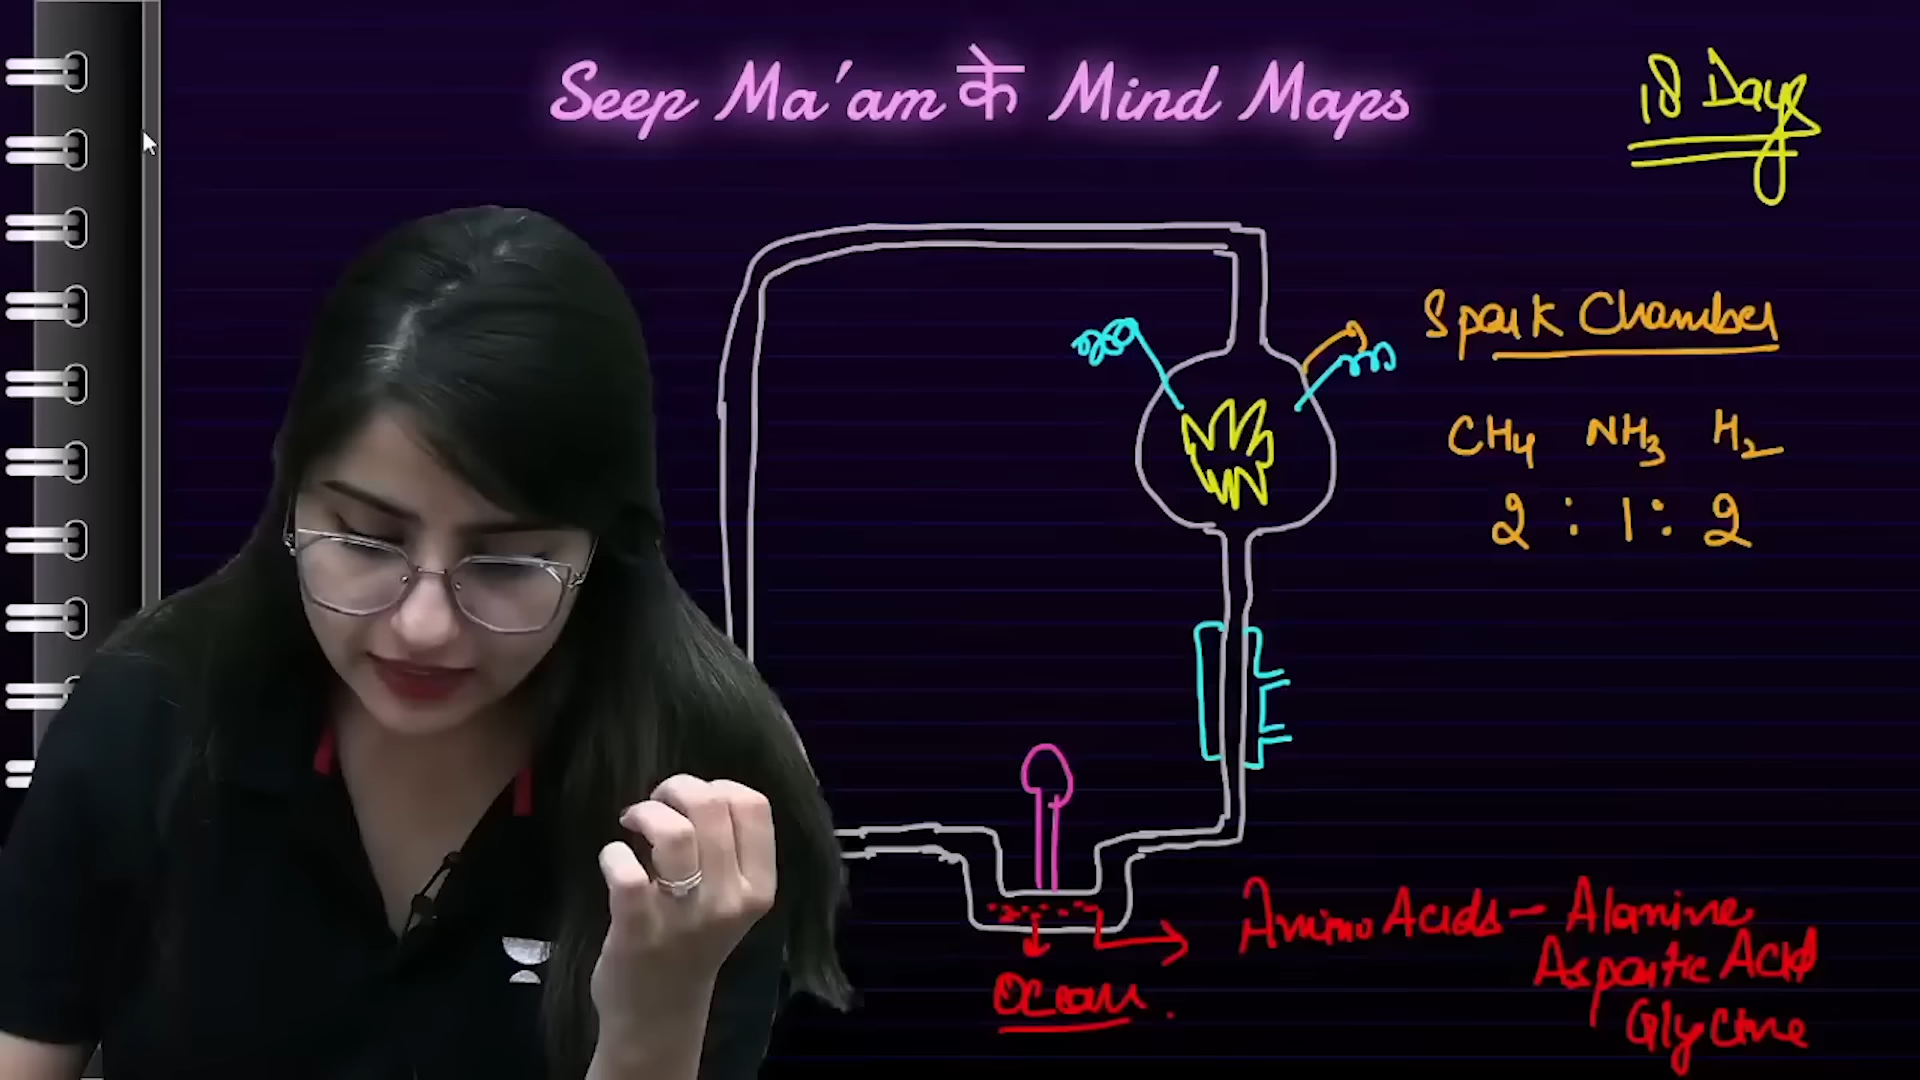 Seep Ma'am के Mind Maps
18 Days
Spark Chamber
CH4 NH3 H2
2 : 1 : 2
Amino Acids - Alanine
Aspartic Acid
Glycine
Ocean